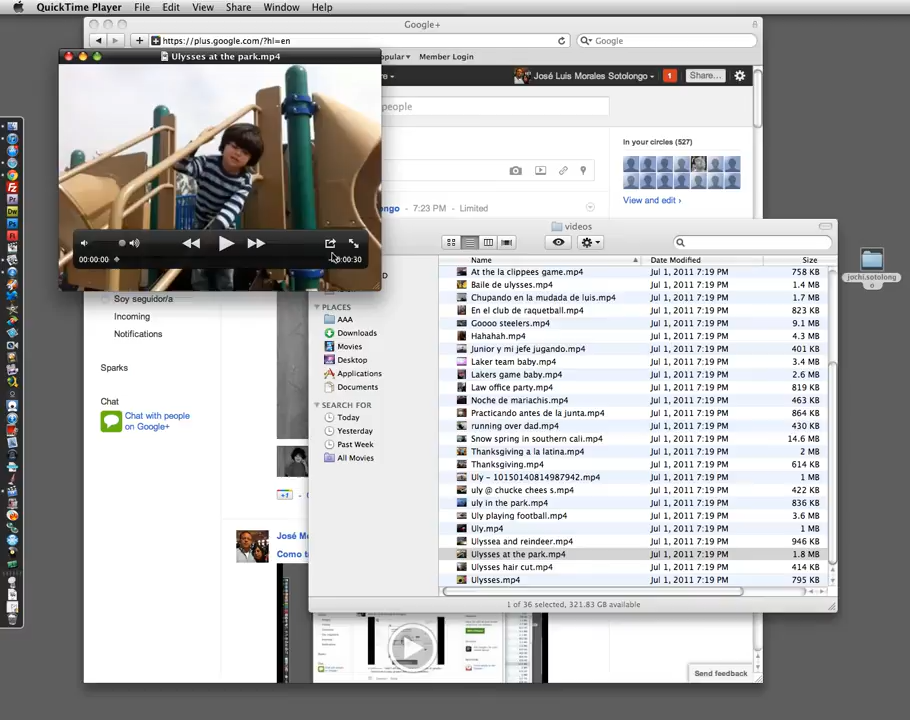 QuickTime Player File Edit View Share Window Help
Google+
https://plus.google.com/?hl=en
Google
Ulysses at the park.mp4
opular Member Login
José Luis Morales Sotolongo
1
Share...
people
In your circles (527)
View and edit ›
ongo - 7:23 PM - Limited
00:00:00
videos
Name Date Modified Size
At the la clippees game.mp4 Jul 1, 2011 7:19 PM 758 KB
Baile de ulysses.mp4 Jul 1, 2011 7:19 PM 1.4 MB
Chupando en la mudada de luis.mp4 Jul 1, 2011 7:19 PM 1.7 MB
En el club de raquetball.mp4 Jul 1, 2011 7:19 PM 823 KB
Goooo steelers.mp4 Jul 1, 2011 7:19 PM 9.1 MB
Hahahah.mp4 Jul 1, 2011 7:19 PM 4.3 MB
Junior y mi jefe jugando.mp4 Jul 1, 2011 7:19 PM 401 KB
Laker team baby.mp4 Jul 1, 2011 7:19 PM 3.4 MB
Lakers game baby.mp4 Jul 1, 2011 7:19 PM 2.6 MB
Law office party.mp4 Jul 1, 2011 7:19 PM 819 KB
Noche de mariachis.mp4 Jul 1, 2011 7:19 PM 463 KB
Practicando antes de la junta.mp4 Jul 1, 2011 7:19 PM 864 KB
running over dad.mp4 Jul 1, 2011 7:19 PM 430 KB
Snow spring in southern cali.mp4 Jul 1, 2011 7:19 PM 14.6 MB
Thanksgiving a la latina.mp4 Jul 1, 2011 7:19 PM 2 MB
Thanksgiving.mp4 Jul 1, 2011 7:19 PM 614 KB
Uly - 10150140814987942.mp4 Jul 1, 2011 7:19 PM 1 MB
uly @ chucke chees s.mp4 Jul 1, 2011 7:19 PM 422 KB
uly in the park.mp4 Jul 1, 2011 7:19 PM 836 KB
Uly playing football.mp4 Jul 1, 2011 7:19 PM 3.6 MB
Uly.mp4 Jul 1, 2011 7:19 PM 1 MB
Ulyssea and reindeer.mp4 Jul 1, 2011 7:19 PM 946 KB
Ulysses at the park.mp4 Jul 1, 2011 7:19 PM 1.8 MB
Ulysses hair cut.mp4 Jul 1, 2011 7:19 PM 414 KB
Ulysses.mp4 Jul 1, 2011 7:19 PM 795 KB
1 of 36 selected, 321.83 GB available
PLACES
AAA
Downloads
Movies
Desktop
Applications
Documents
SEARCH FOR
Today
Yesterday
Past Week
All Movies
Soy seguidor/a
Incoming
Notifications
Sparks
Chat
Chat with people
on Google+
+1
José M
Como t
Send feedback
jochi.sotolong
o